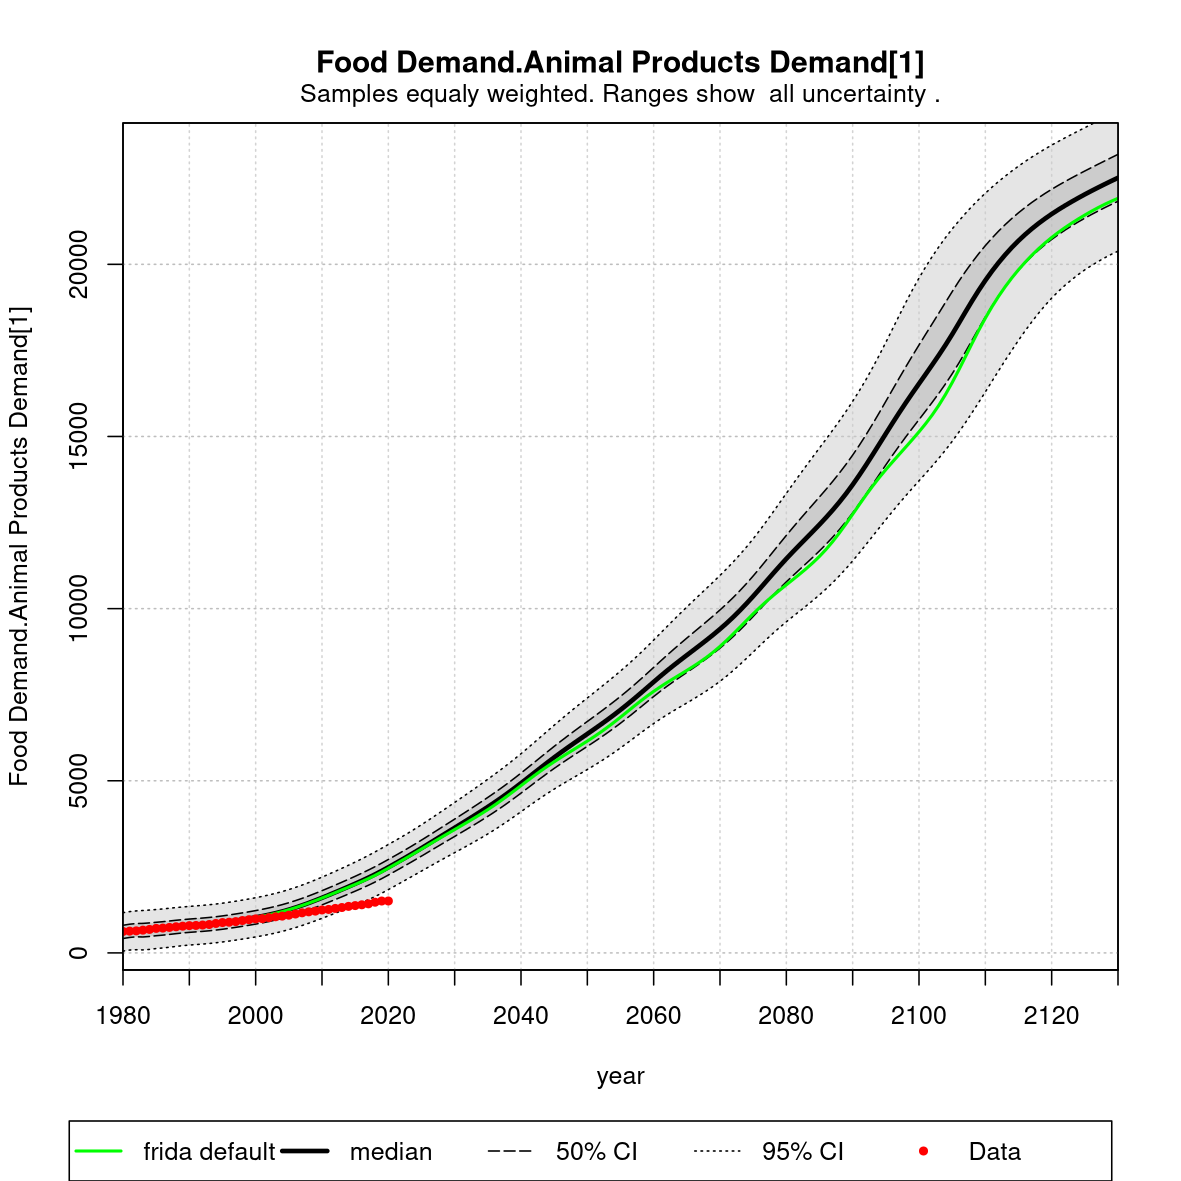 Food Demand.Animal Products Demand[1]
Samples equaly weighted. Ranges show  all uncertainty .
Food Demand.Animal Products Demand[1]
20000
15000
10000
5000
0
1980 2000 2020 2040 2060 2080 2100 2120
year
frida default median 50% CI 95% CI Data